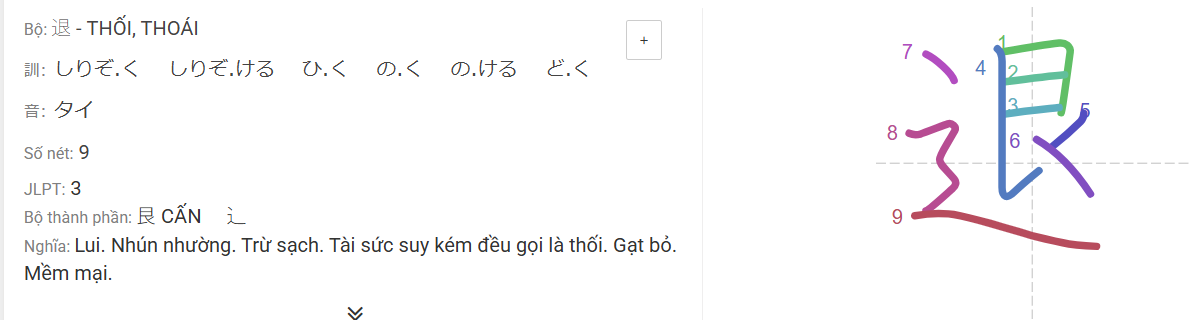 Bộ: 退 - THỐI, THOÁI
+
訓: しりぞ.く しりぞ.ける ひ.く の.く の.ける ど.く
音: タイ
Số nét: 9
JLPT: 3
Bộ thành phần: 艮 CẤN 辶
Nghĩa: Lui. Nhún nhường. Trừ sạch. Tài sức suy kém đều gọi là thối. Gạt bỏ.
Mềm mại.
退
1
2
3
4
5
6
7
8
9